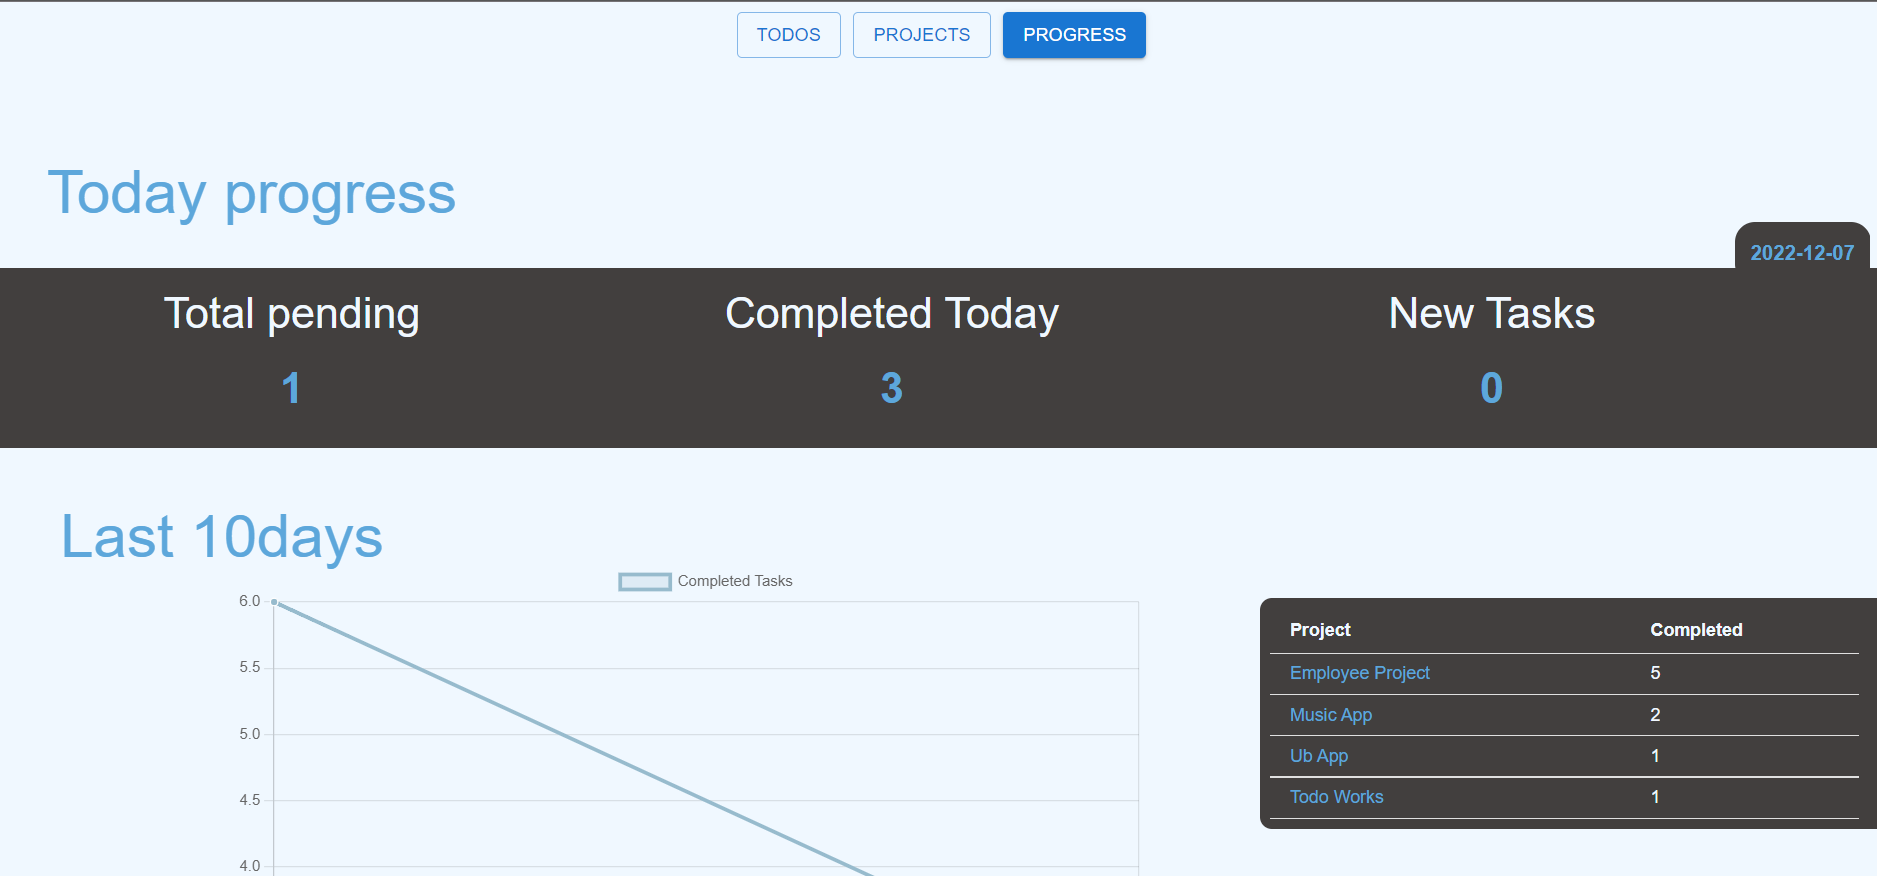 TODOS PROJECTS PROGRESS
Today progress
2022-12-07
Total pending Completed Today New Tasks
1 3 0
Last 10days
Completed Tasks
6.0
5.5
5.0
4.5
4.0
Project Completed
Employee Project 5
Music App 2
Ub App 1
Todo Works 1